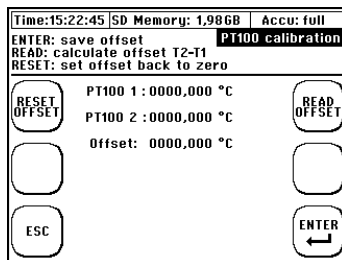 Time:15:22:45 SD Memory: 1,98GB Accu: full
ENTER: save offset PT100 calibration
READ: calculate offset T2-T1
RESET: set offset back to zero
RESET OFFSET
PT100 1 : 0000,000 °C
READ OFFSET
PT100 2 : 0000,000 °C
Offset: 0000,000 °C
ESC
ENTER